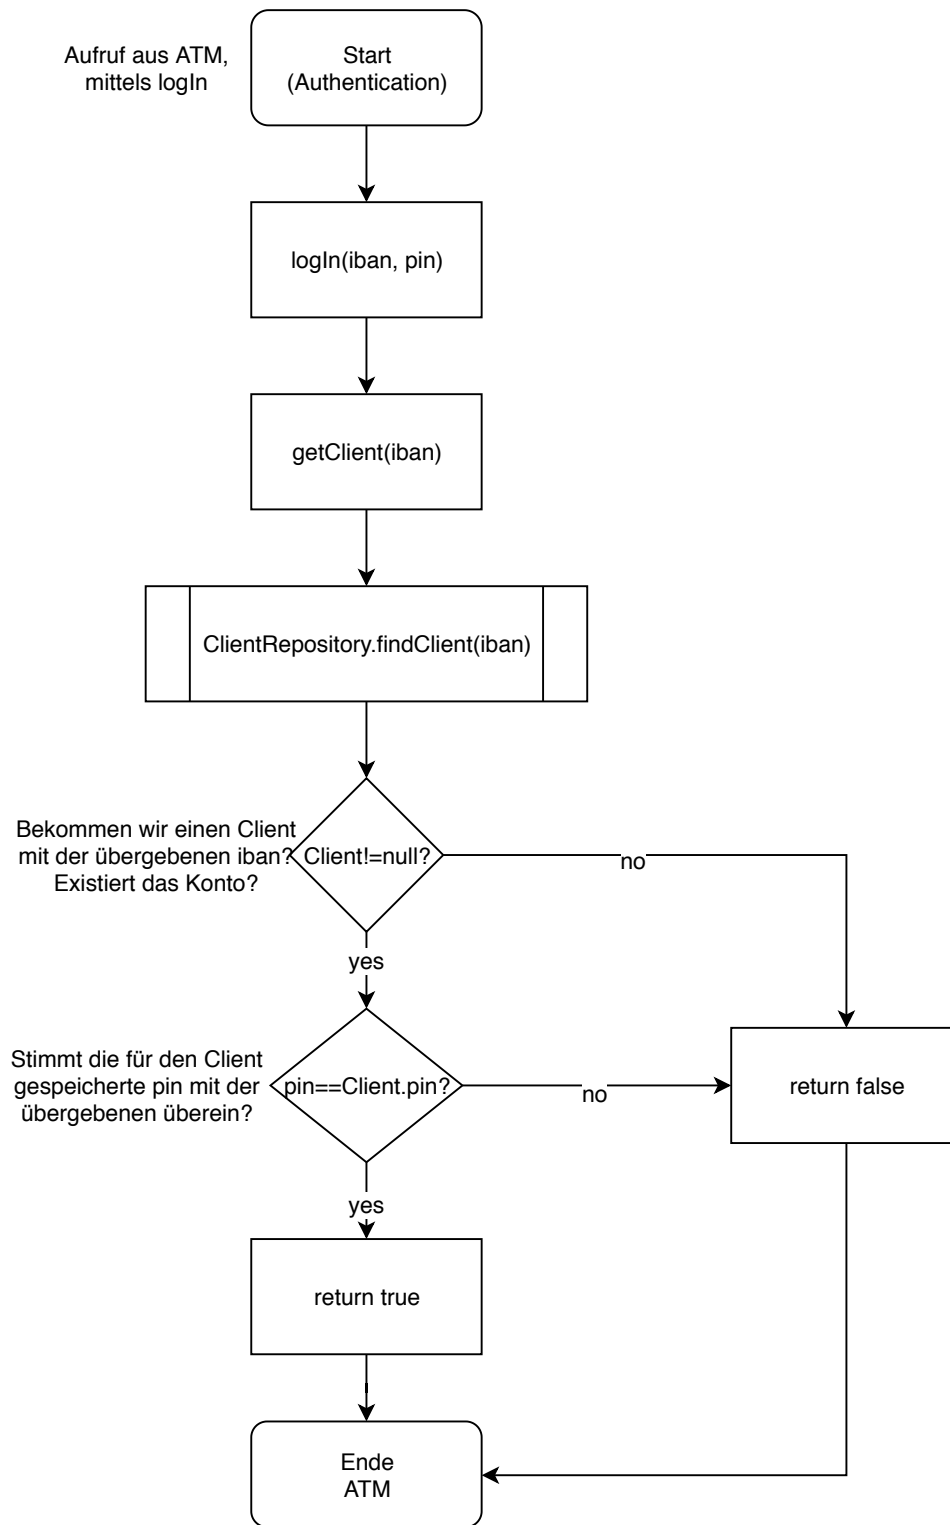 Aufruf aus ATM,
mittels logIn
Start
(Authentication)
logIn(iban, pin)
getClient(iban)
ClientRepository.findClient(iban)
Bekommen wir einen Client
mit der übergebenen iban?
Existiert das Konto?
Client!=null?
no
yes
Stimmt die für den Client
gespeicherte pin mit der
übergebenen überein?
pin==Client.pin?
no
return false
yes
return true
Ende
ATM